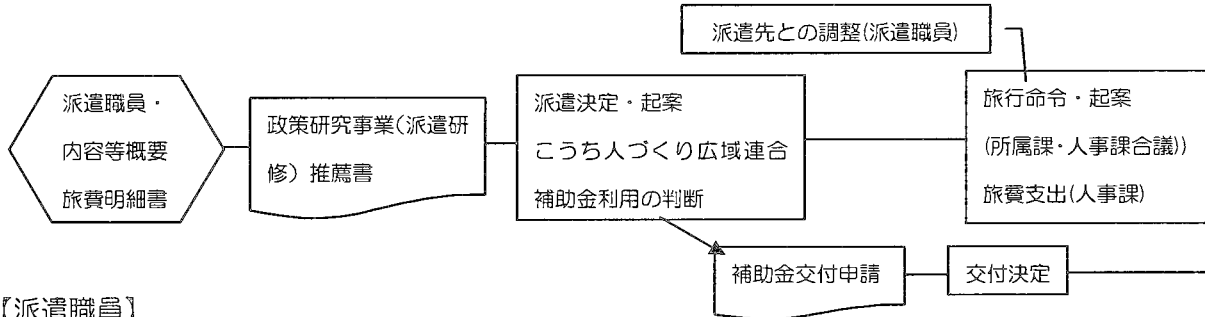 派遣先との調整(派遣職員)
派遣職員・
内容等概要
旅費明細書
政策研究事業(派遣研
修)推薦書
派遣決定・起案
こうち人づくり広域連合
補助金利用の判断
旅行命令・起案
(所属課・人事課合議))
旅費支出(人事課)
補助金交付申請
交付決定
【派遣職員】